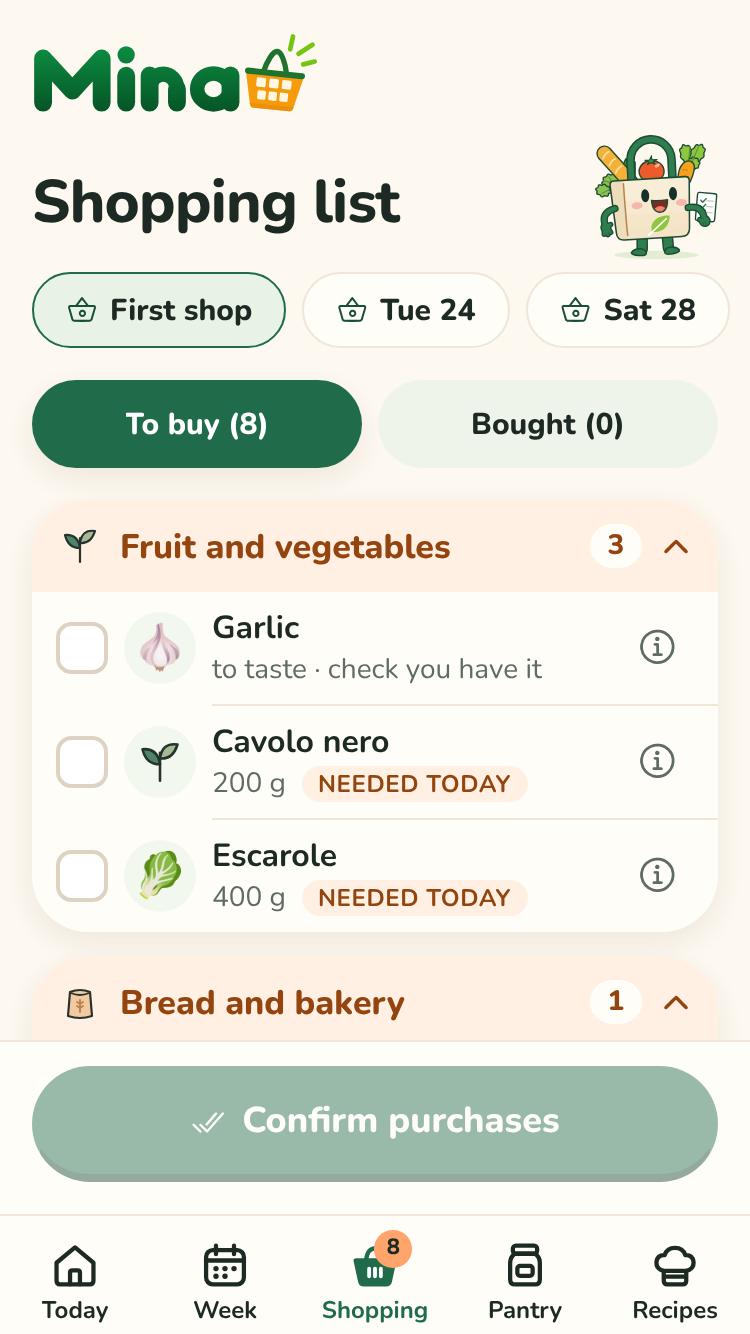 Mina
Shopping list
First shop
Tue 24
Sat 28
To buy (8)
Bought (0)
Fruit and vegetables
3
Garlic
to taste · check you have it
Cavolo nero
200 g NEEDED TODAY
Escarole
400 g NEEDED TODAY
Bread and bakery
1
Confirm purchases
8
Today
Week
Shopping
Pantry
Recipes